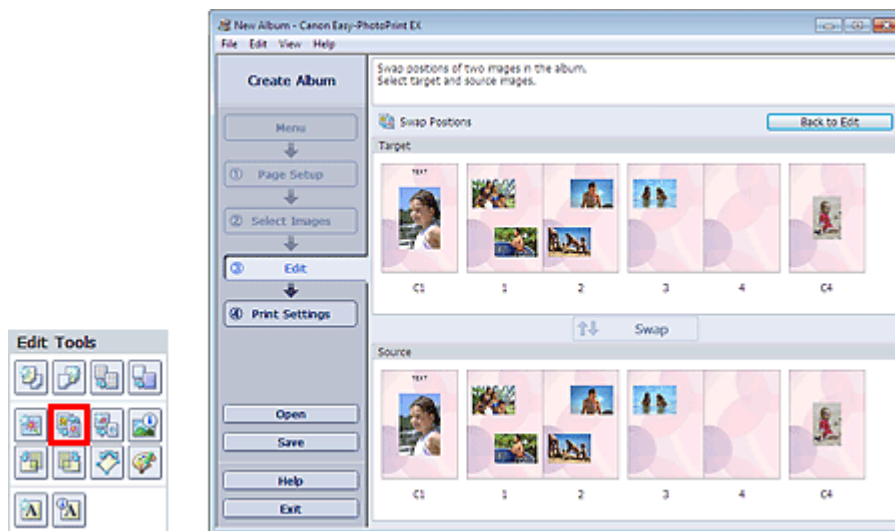 New Album - Canon Easy-PhotoPrint EX
File Edit View Help
Create Album
Swap positions of two images in the album.
Select target and source images.
Menu
Swap Positions
Back to Edit
Target
① Page Setup
② Select Images
③ Edit
④ Print Settings
TEXT
C1 1 2 3 4 C4
Swap
Source
TEXT
C1 1 2 3 4 C4
Open
Save
Help
Exit
Edit Tools
A A